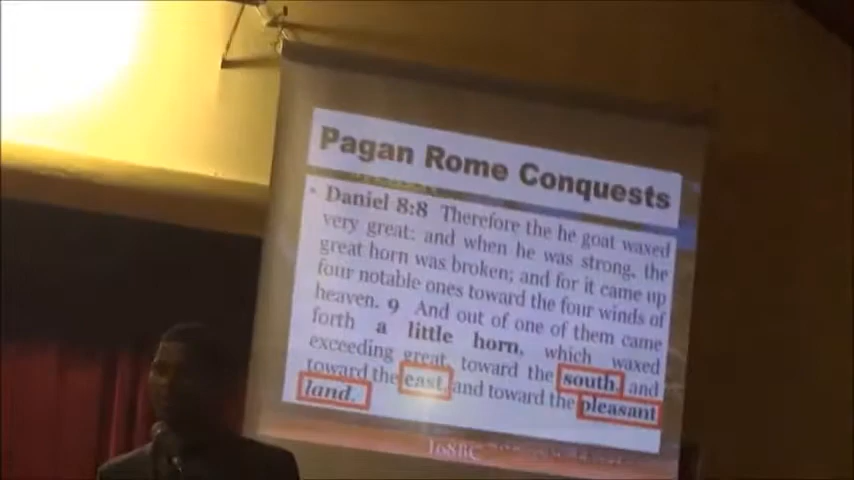 Pagan Rome Conquests
• Daniel 8:8 Therefore the he goat waxed
very great: and when he was strong, the
great horn was broken; and for it came up
four notable ones toward the four winds of
heaven. 9 And out of one of them came
forth a little horn, which waxed
exceeding great, toward the south, and
toward the east, and toward the pleasant
land.
168BC